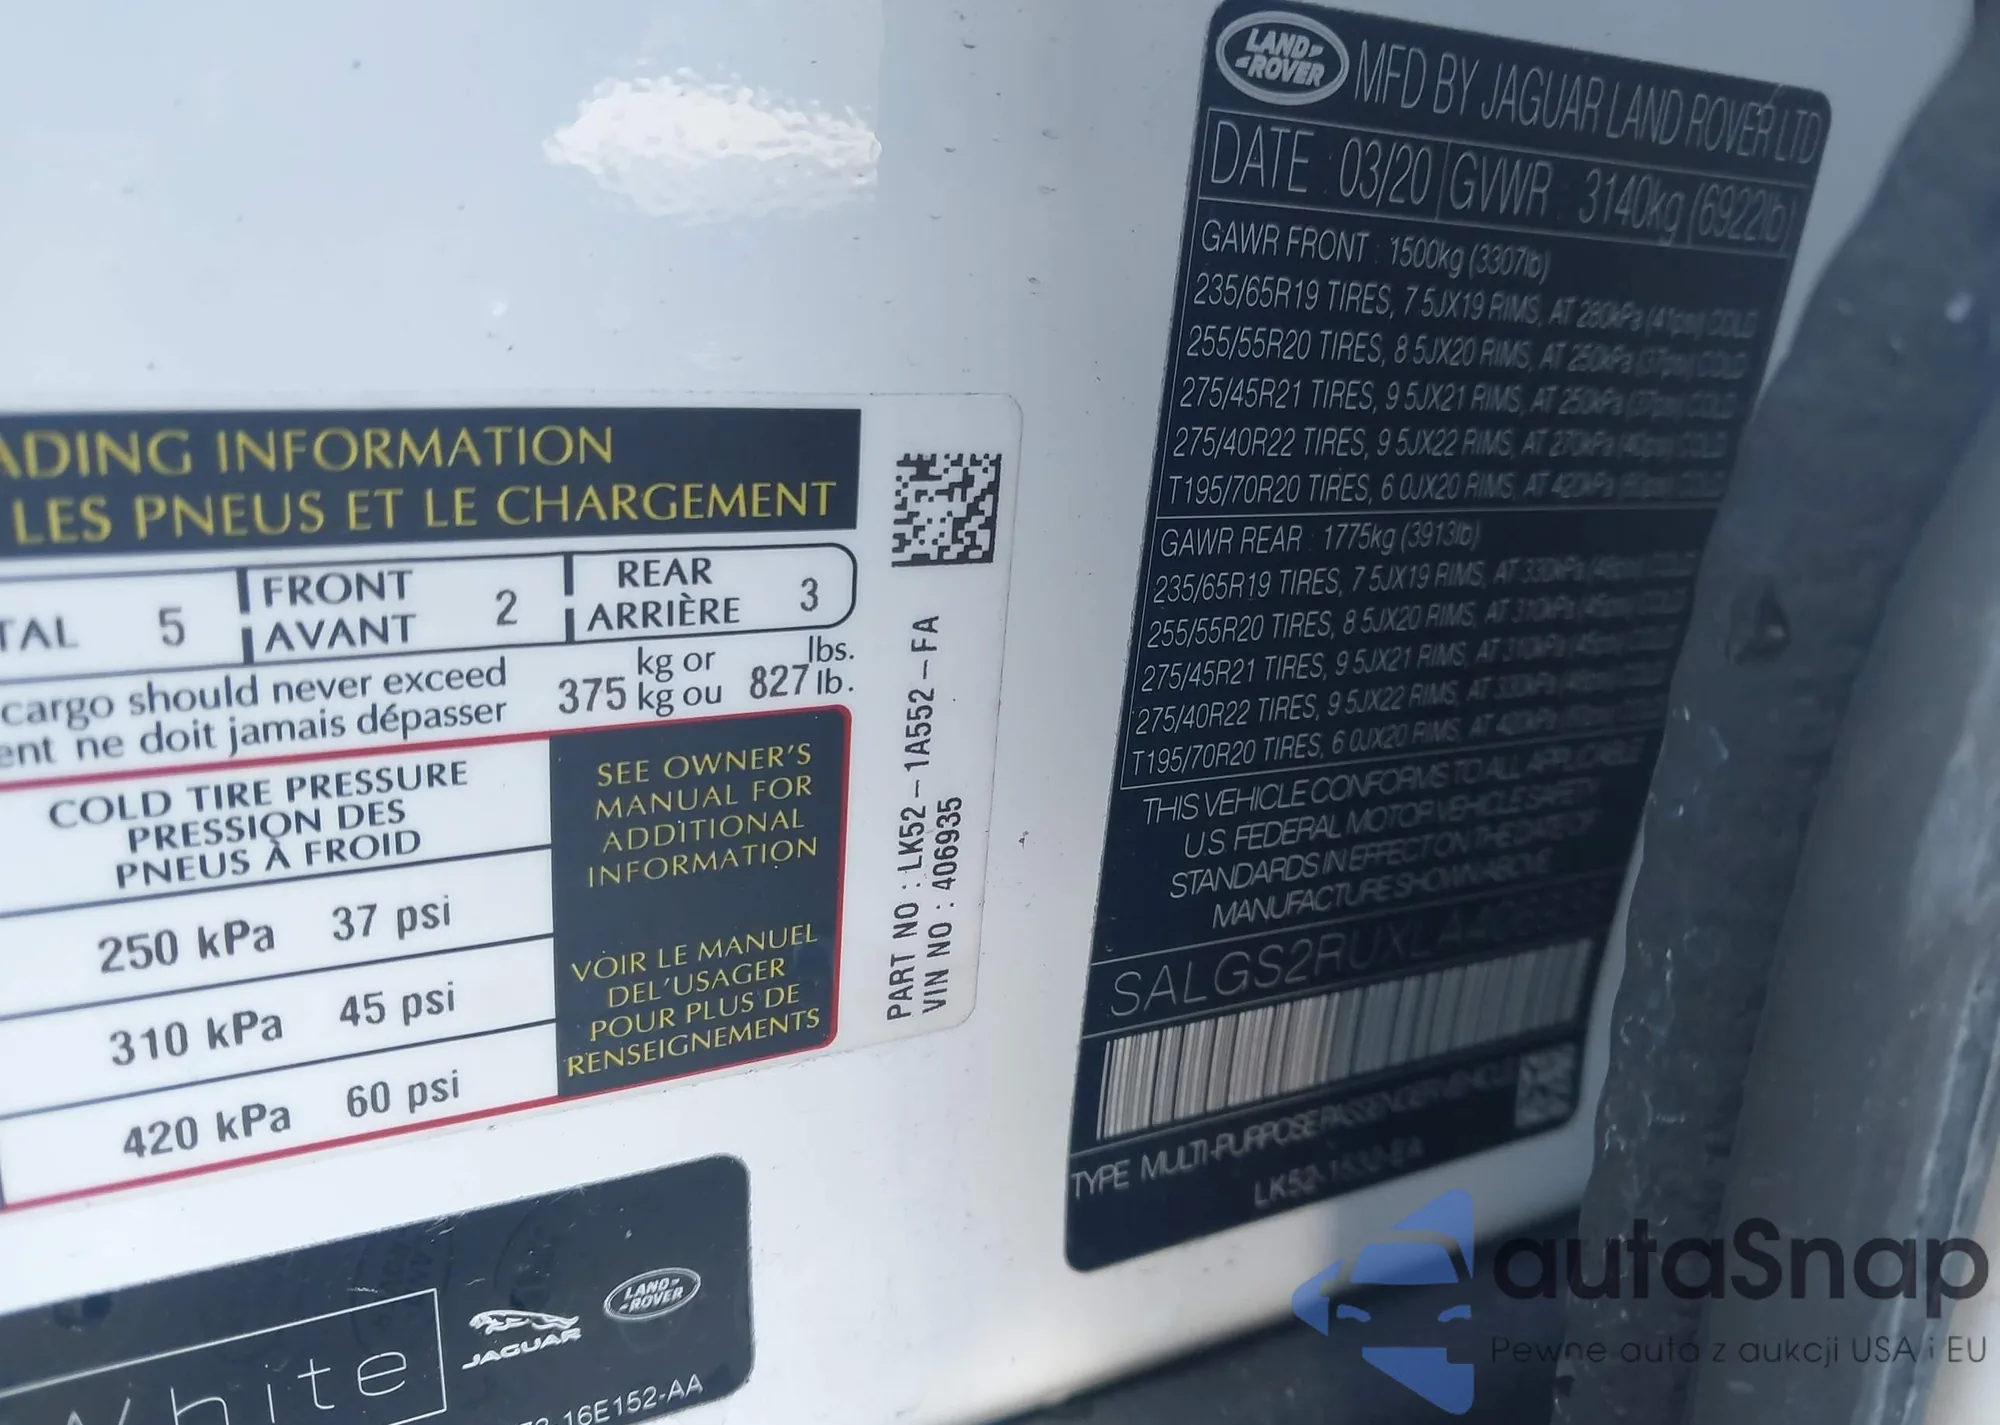 ADING INFORMATION
LES PNEUS ET LE CHARGEMENT
TAL 5 FRONT AVANT 2 REAR ARRIÈRE 3
cargo should never exceed 375 kg or 827 lbs.
ent ne doit jamais dépasser kg ou lb.
COLD TIRE PRESSURE
PRESSION DES
PNEUS À FROID
250 kPa 37 psi
310 kPa 45 psi
420 kPa 60 psi
SEE OWNER'S
MANUAL FOR
ADDITIONAL
INFORMATION
VOIR LE MANUEL
DEL'USAGER
POUR PLUS DE
RENSEIGNEMENTS
PART NO : LK52-1A552-FA
VIN NO : 406935
White
JAGUAR
LAND-
-ROVER
16E152-AA
LAND-
-ROVER
MFD BY JAGUAR LAND ROVER LTD
DATE : 03/20 GVWR : 3140kg (6922lb)
GAWR FRONT : 1500kg (3307lb)
235/65R19 TIRES, 7.5JX19 RIMS, AT 280kPa (41psi) COLD
255/55R20 TIRES, 8.5JX20 RIMS, AT 250kPa (37psi) COLD
275/45R21 TIRES, 9.5JX21 RIMS, AT 250kPa (37psi) COLD
275/40R22 TIRES, 9.5JX22 RIMS, AT 270kPa (40psi) COLD
T195/70R20 TIRES, 6.0JX20 RIMS, AT 420kPa COLD
GAWR REAR : 1775kg (3913lb)
235/65R19 TIRES, 7.5JX19 RIMS, AT 330kPa
255/55R20 TIRES, 8.5JX20 RIMS, AT 310kPa (45psi) COLD
275/45R21 TIRES, 9.5JX21 RIMS, AT 310kPa (45psi) COLD
275/40R22 TIRES, 9.5JX22 RIMS, AT 330kPa
T195/70R20 TIRES, 6.0JX20 RIMS, AT 420kPa
THIS VEHICLE CONFORMS TO ALL APPLICABLE
U.S. FEDERAL MOTOR VEHICLE SAFETY
STANDARDS IN EFFECT ON THE DATE OF
MANUFACTURE SHOWN ABOVE
SALGS2RUXLA
TYPE MULTI-PURPOSE PASSENGER VEHICLE
autaSnap
Pewne auta z aukcji USA i EU